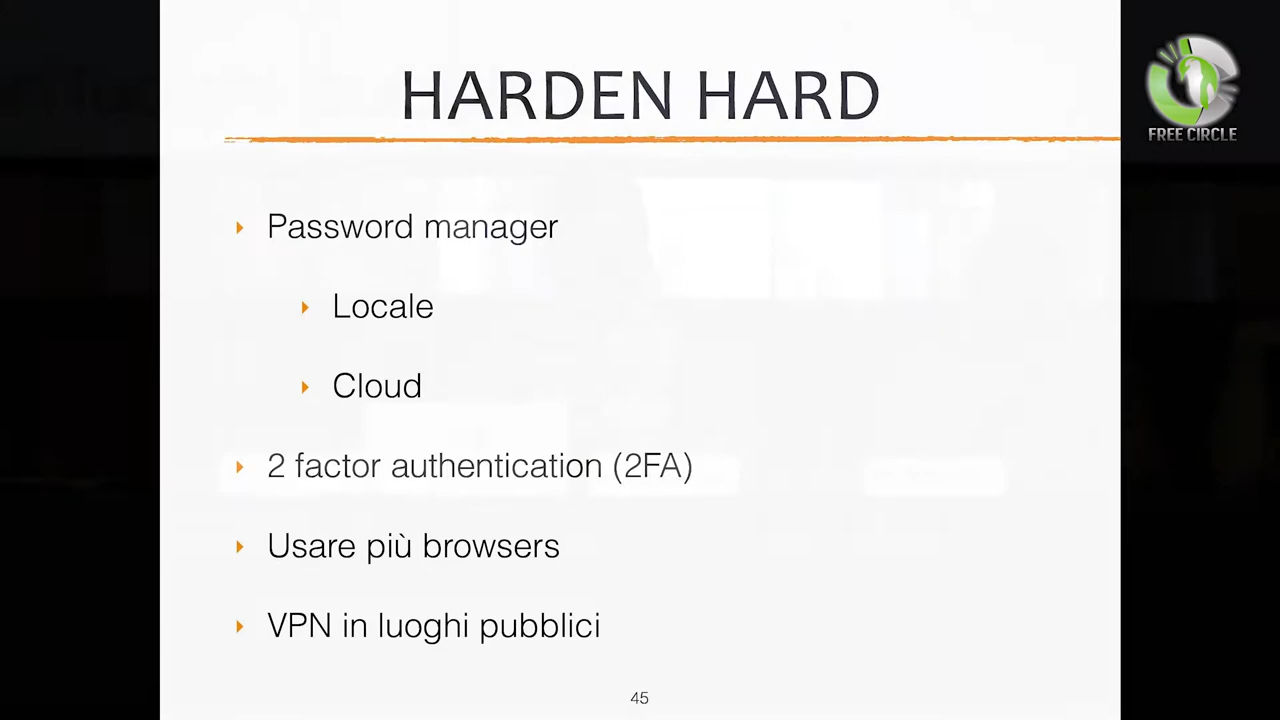 HARDEN HARD
FREE CIRCLE
Password manager
Locale
Cloud
2 factor authentication (2FA)
Usare più browsers
VPN in luoghi pubblici
45